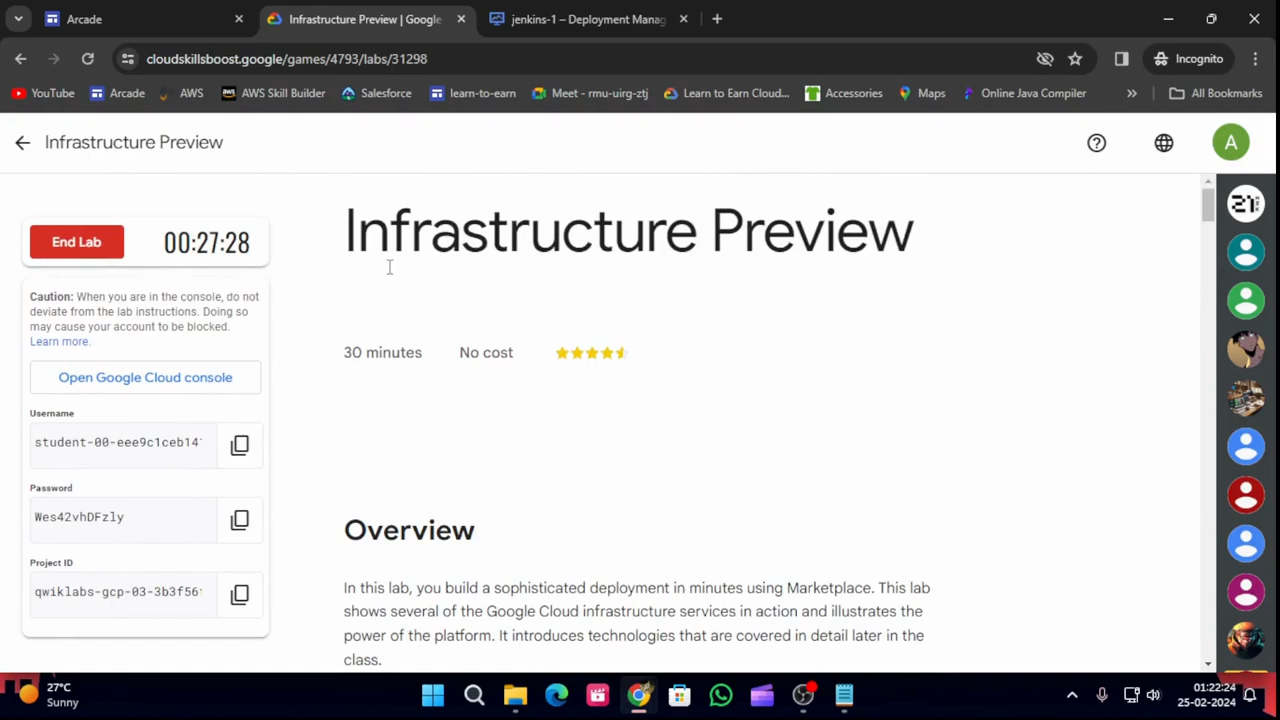 Arcade
Infrastructure Preview | Google
jenkins-1 – Deployment Manag
cloudskillsboost.google/games/4793/labs/31298
Incognito
YouTube
Arcade
AWS
AWS Skill Builder
Salesforce
learn-to-earn
Meet - rmu-uirg-ztj
Learn to Earn Cloud...
Accessories
Maps
Online Java Compiler
All Bookmarks
Infrastructure Preview
A
End Lab
00:27:28
Caution: When you are in the console, do not
deviate from the lab instructions. Doing so
may cause your account to be blocked.
Learn more.
Open Google Cloud console
Username
student-00-eee9c1ceb14
Password
Wes42vhDFzly
Project ID
qwiklabs-gcp-03-3b3f56
Infrastructure Preview
30 minutes
No cost
Overview
In this lab, you build a sophisticated deployment in minutes using Marketplace. This lab
shows several of the Google Cloud infrastructure services in action and illustrates the
power of the platform. It introduces technologies that are covered in detail later in the
class.
27°C
Sunny
01:22:24
25-02-2024